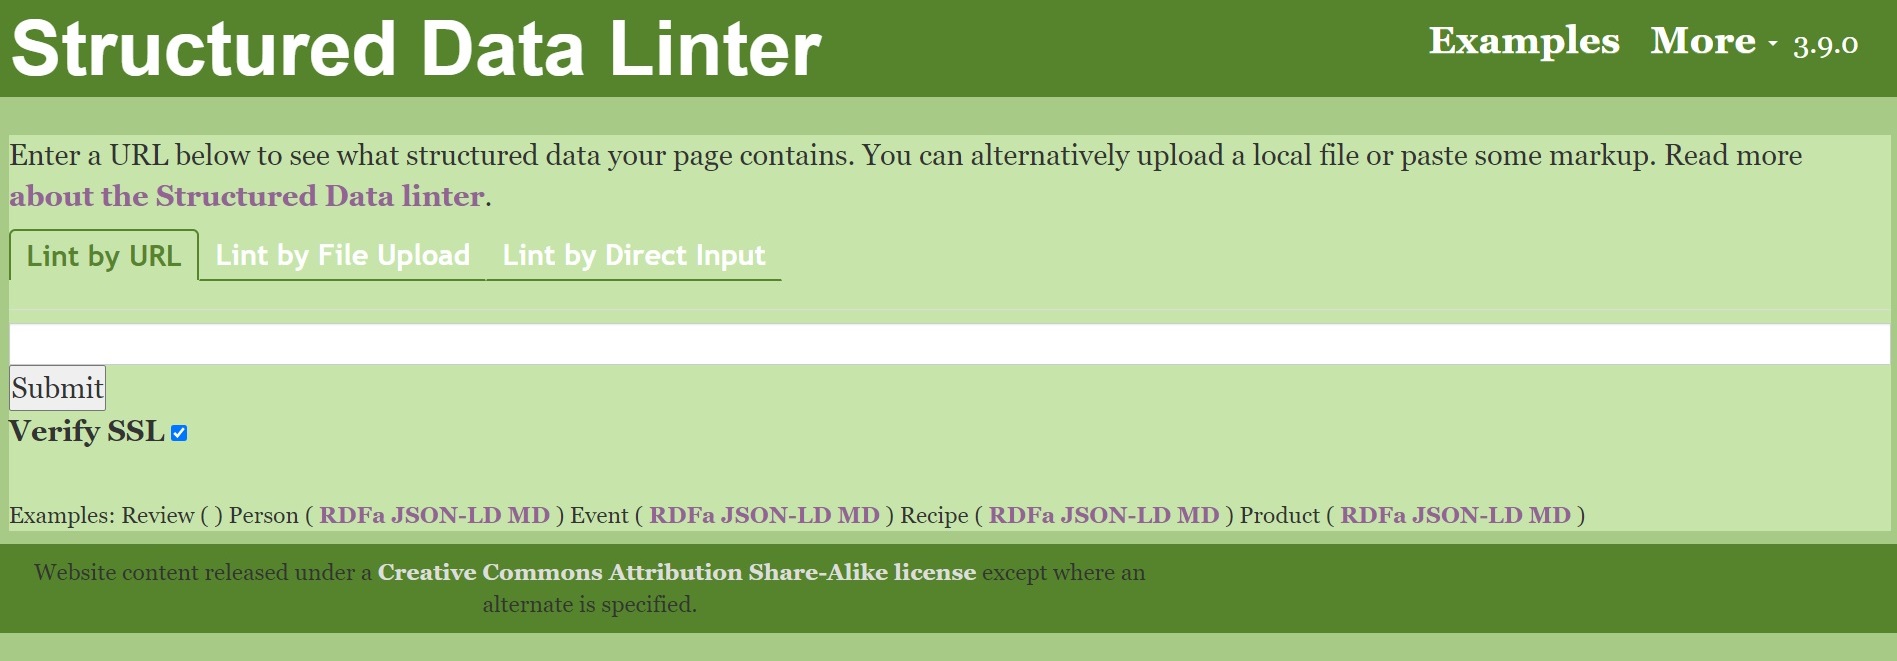 Structured Data Linter
Examples More 3.9.0
Enter a URL below to see what structured data your page contains. You can alternatively upload a local file or paste some markup. Read more
about the Structured Data linter.
Lint by URL Lint by File Upload Lint by Direct Input
Submit
Verify SSL
Examples: Review ( ) Person ( RDFa JSON-LD MD ) Event ( RDFa JSON-LD MD ) Recipe ( RDFa JSON-LD MD ) Product ( RDFa JSON-LD MD )
Website content released under a Creative Commons Attribution Share-Alike license except where an
alternate is specified.